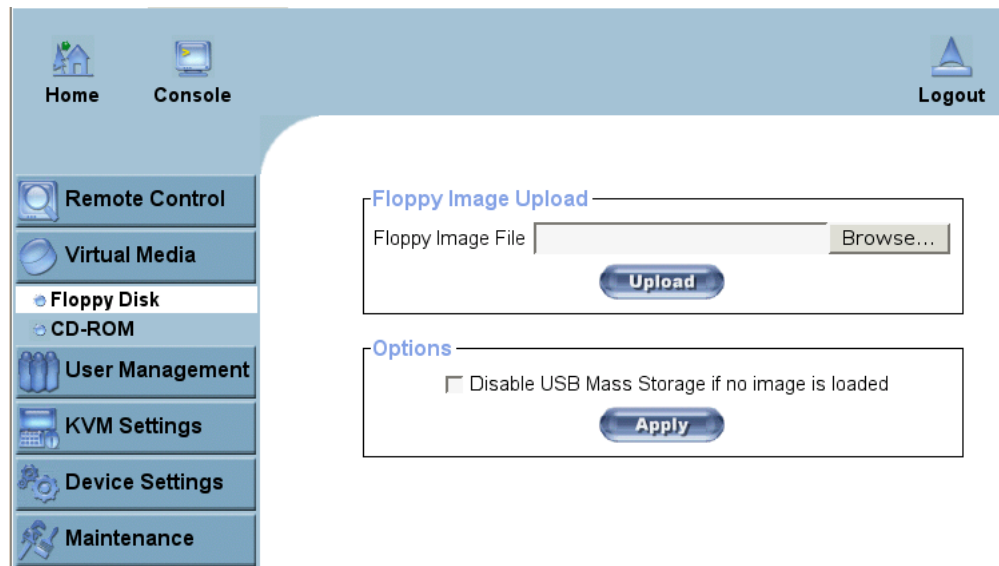 Home
Console
Logout
Remote Control
Virtual Media
Floppy Disk
CD-ROM
User Management
KVM Settings
Device Settings
Maintenance
Floppy Image Upload
Floppy Image File
Browse...
Upload
Options
Disable USB Mass Storage if no image is loaded
Apply